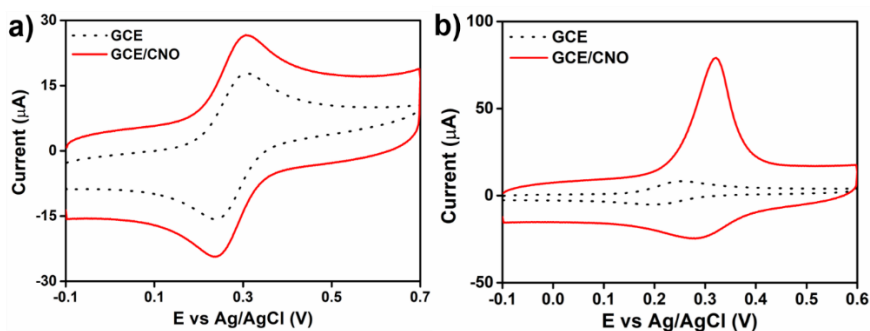 a)
GCE
GCE/CNO
30
15
0
-15
-30
Current (μA)
-0.1 0.1 0.3 0.5 0.7
E vs Ag/AgCl (V)
b)
GCE
GCE/CNO
100
50
0
-50
Current (μA)
-0.1 0.0 0.1 0.2 0.3 0.4 0.5 0.6
E vs Ag/AgCl (V)